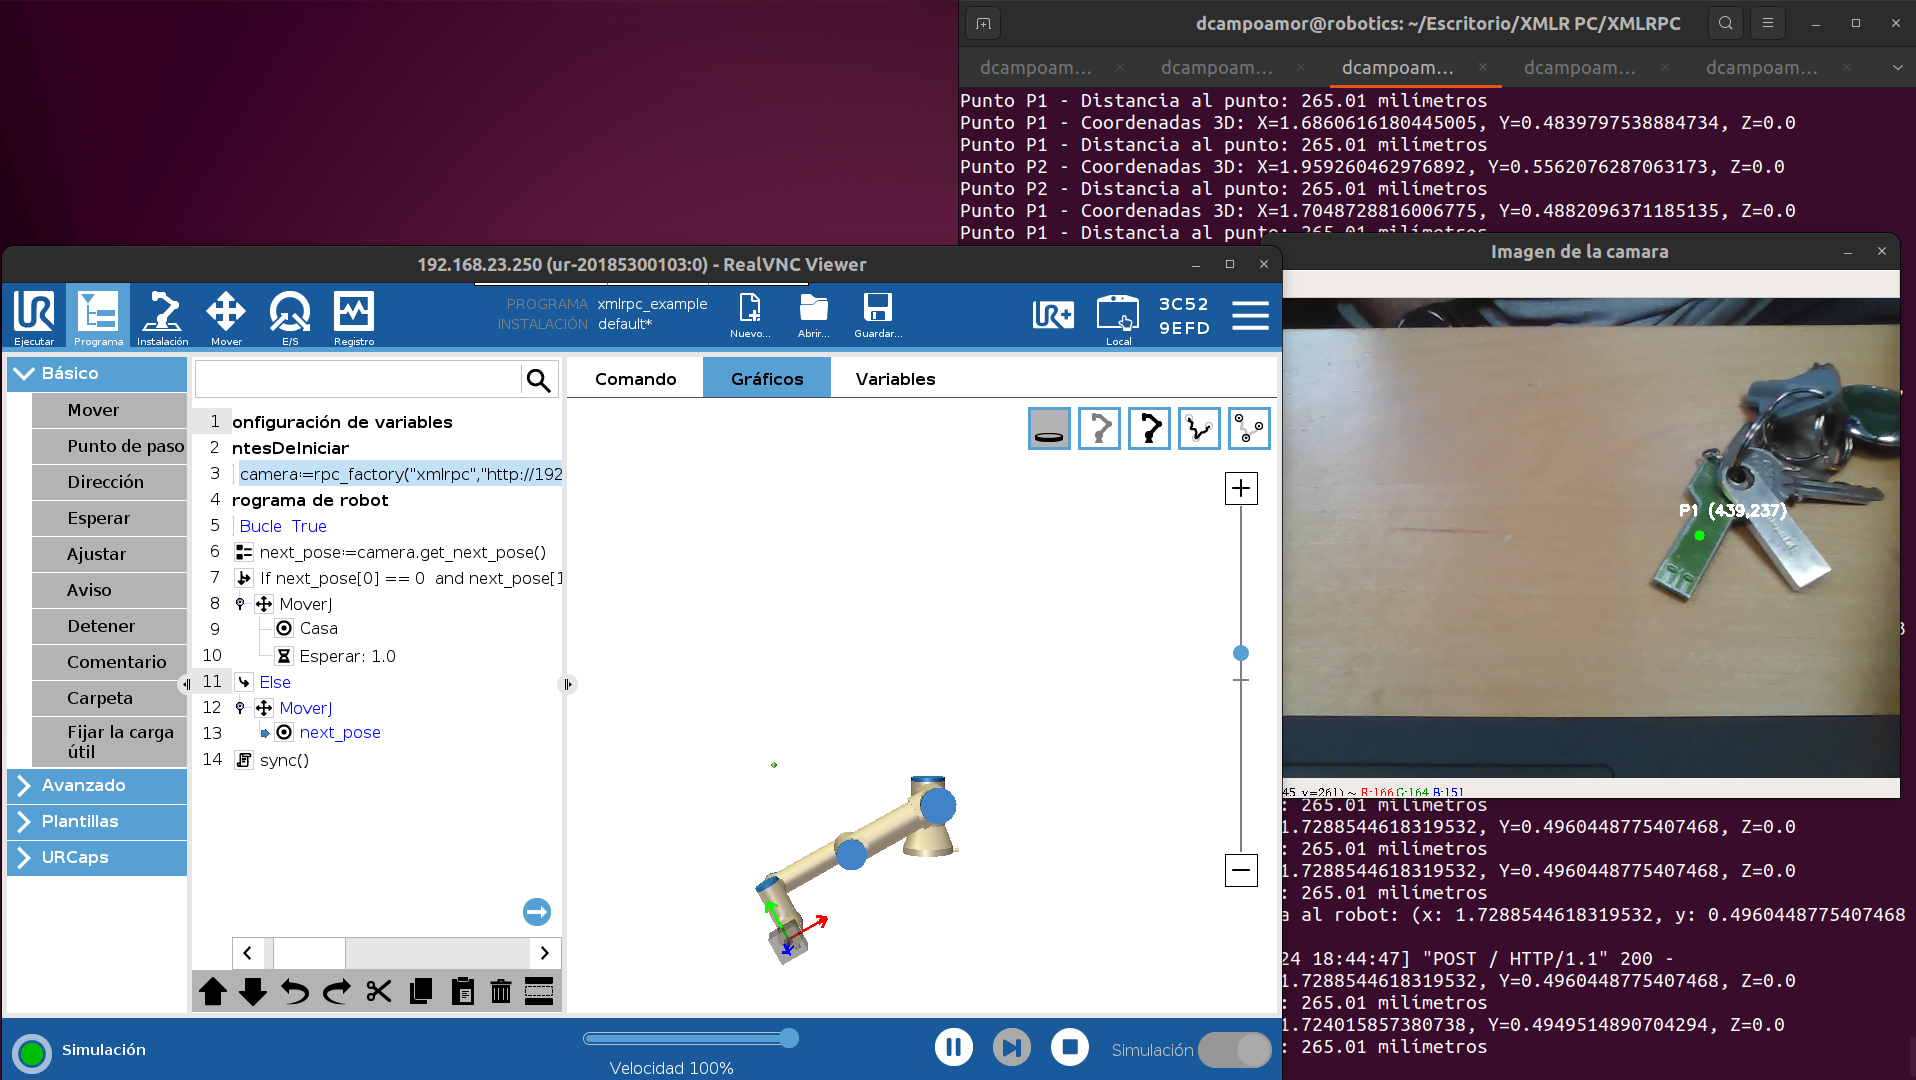 dcampoamor@robotics: ~/Escritorio/XMLR PC/XMLRPC
dcampoam... dcampoam... dcampoam... dcampoam... dcampoam...
Punto P1 - Distancia al punto: 265.01 milímetros
Punto P1 - Coordenadas 3D: X=1.6860616180445005, Y=0.4839797538884734, Z=0.0
Punto P1 - Distancia al punto: 265.01 milímetros
Punto P2 - Coordenadas 3D: X=1.959260462976892, Y=0.5562076287063173, Z=0.0
Punto P2 - Distancia al punto: 265.01 milímetros
Punto P1 - Coordenadas 3D: X=1.7048728816006775, Y=0.4882096371185135, Z=0.0
Punto P1 - Distancia al punto: 265.01 milímetros
Imagen de la camara
P1 (439,237)
45, y=261) ~ R:166 G:164 B:151
3
: 265.01 milímetros
1.7288544618319532, Y=0.4960448775407468, Z=0.0
: 265.01 milímetros
1.7288544618319532, Y=0.4960448775407468, Z=0.0
: 265.01 milímetros
a al robot: (x: 1.7288544618319532, y: 0.4960448775407468
24 18:44:47] "POST / HTTP/1.1" 200 -
1.7288544618319532, Y=0.4960448775407468, Z=0.0
: 265.01 milímetros
1.724015857380738, Y=0.4949514890704294, Z=0.0
: 265.01 milímetros
192.168.23.250 (ur-20185300103:0) - RealVNC Viewer
Ejecutar
Programa
Instalación
Mover
E/S
Registro
PROGRAMA xmlrpc_example
INSTALACIÓN default*
Nuevo...
Abrir...
Guardar...
UR+
Local
3C52
9EFD
Básico
Mover
Punto de paso
Dirección
Esperar
Ajustar
Aviso
Detener
Comentario
Carpeta
Fijar la carga
útil
Avanzado
Plantillas
URCaps
1 onfiguración de variables
2 ntesDeIniciar
3 camera:=rpc_factory("xmlrpc","http://192
4 rograma de robot
5 Bucle True
6 next_pose:=camera.get_next_pose()
7 If next_pose[0] == 0 and next_pose[1
8 MoverJ
9 Casa
10 Esperar: 1.0
11 Else
12 MoverJ
13 next_pose
14 sync()
Comando Gráficos Variables
Simulación
Velocidad 100%
Simulación